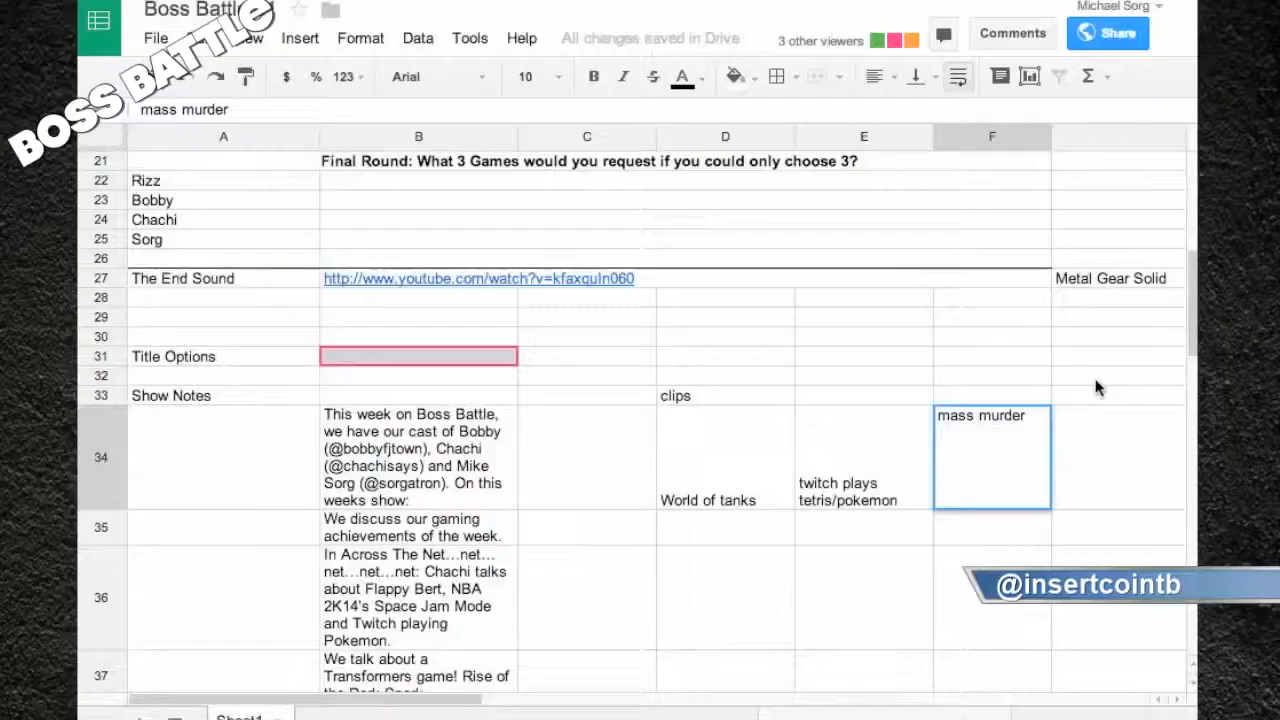 Boss Battle
Michael Sorg
BOSS BATTLE
File
Insert
Format
Data
Tools
Help
All changes saved in Drive
3 other viewers
Comments
Share
$
%
123
Arial
10
B
I
S
A
Σ
mass murder
A
B
C
D
E
F
21
Final Round: What 3 Games would you request if you could only choose 3?
22
Rizz
23
Bobby
24
Chachi
25
Sorg
26
27
The End Sound
http://www.youtube.com/watch?v=kfaxquIn060
Metal Gear Solid
28
29
30
31
Title Options
32
33
Show Notes
clips
34
This week on Boss Battle,
we have our cast of Bobby
(@bobbyfjtown), Chachi
(@chachisays) and Mike
Sorg (@sorgatron). On this
weeks show:
World of tanks
twitch plays
tetris/pokemon
mass murder
35
We discuss our gaming
achievements of the week.
36
In Across The Net…net…
net…net…net: Chachi talks
about Flappy Bert, NBA
2K14's Space Jam Mode
and Twitch playing
Pokemon.
37
We talk about a
Transformers game! Rise of
the Dark Spark
@insertcointb
Sheet1